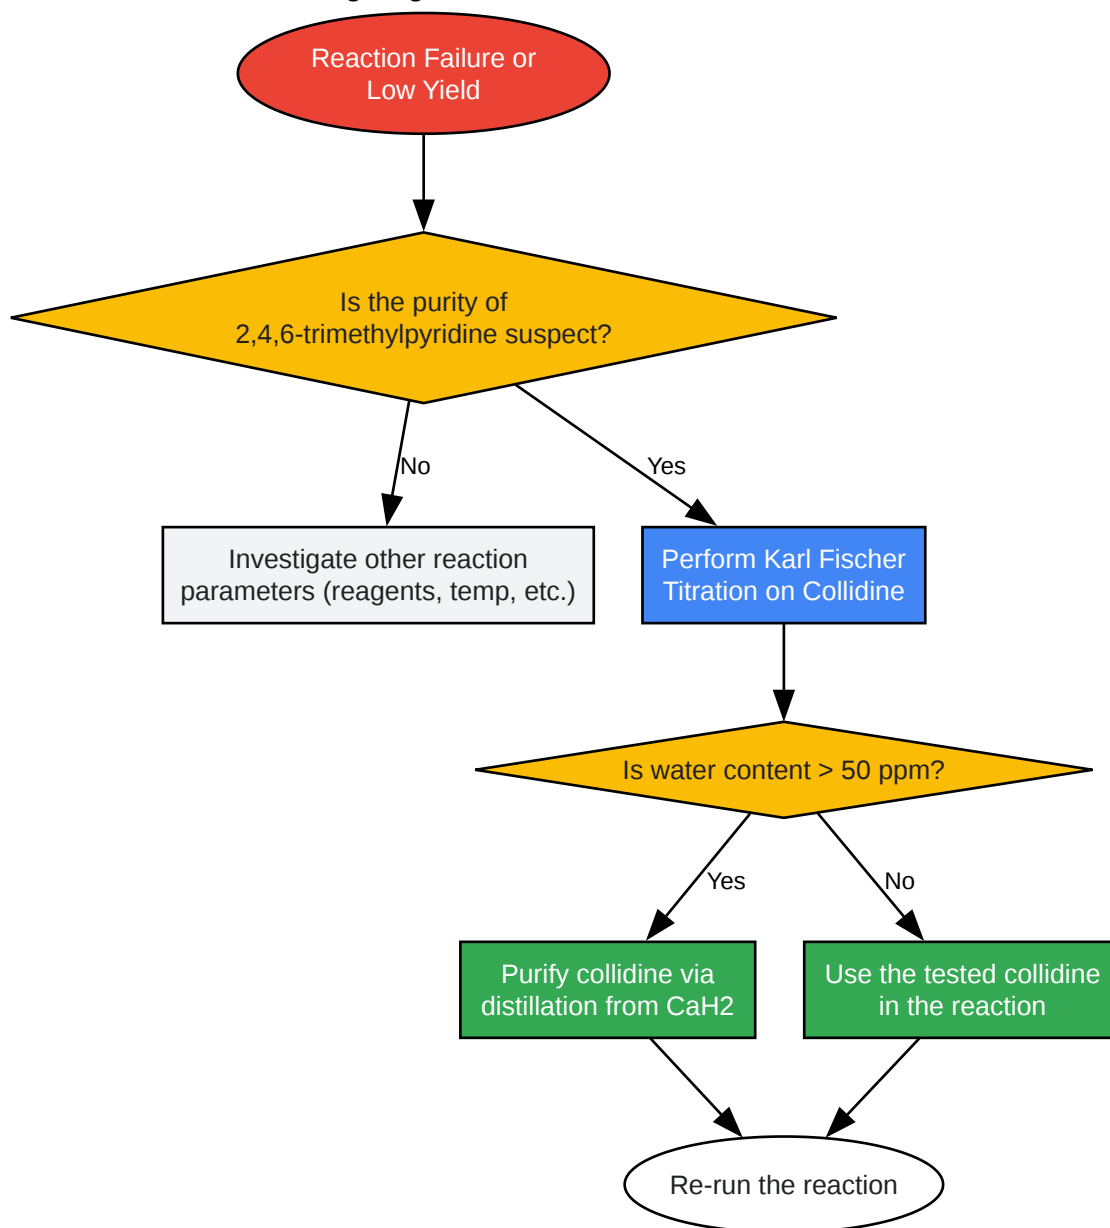 Reaction Failure or
Low Yield
Is the purity of
2,4,6-trimethylpyridine suspect?
No
Yes
Investigate other reaction
parameters (reagents, temp, etc.)
Perform Karl Fischer
Titration on Collidine
Is water content > 50 ppm?
Yes
No
Purify collidine via
distillation from CaH2
Use the tested collidine
in the reaction
Re-run the reaction